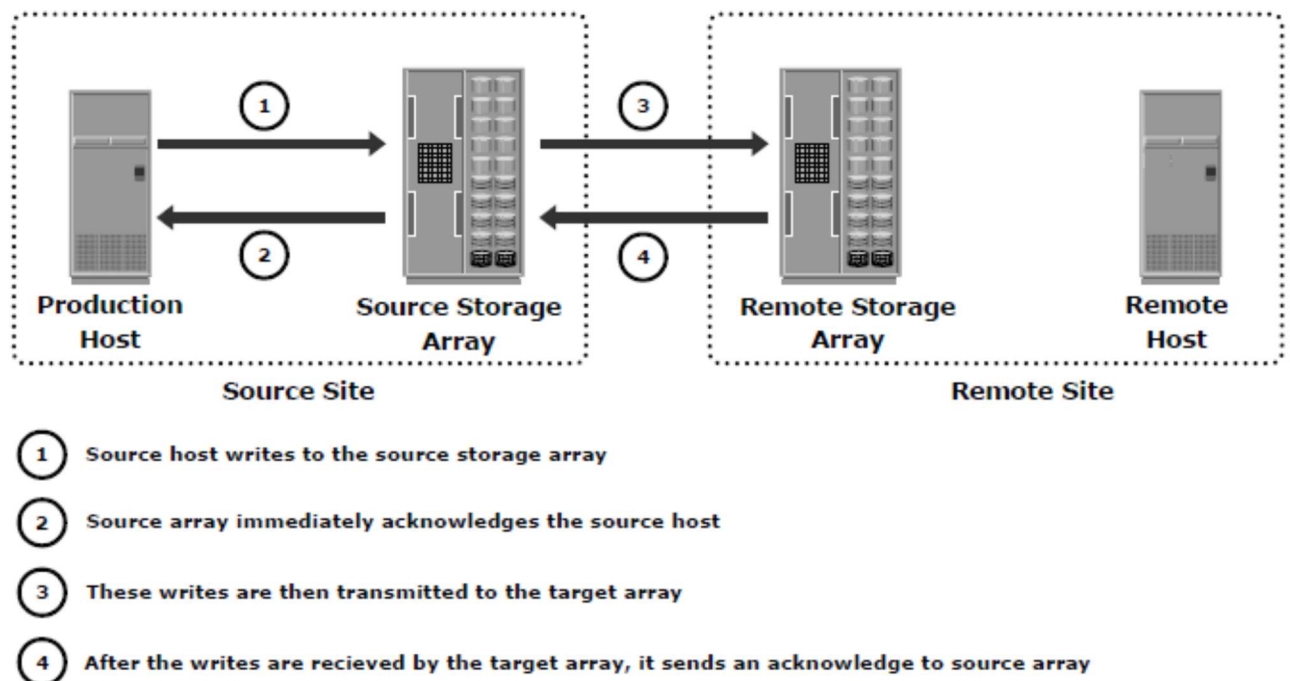 1
3
2
4
Production
Host
Source Storage
Array
Remote Storage
Array
Remote
Host
Source Site
Remote Site
1 Source host writes to the source storage array
2 Source array immediately acknowledges the source host
3 These writes are then transmitted to the target array
4 After the writes are recieved by the target array, it sends an acknowledge to source array